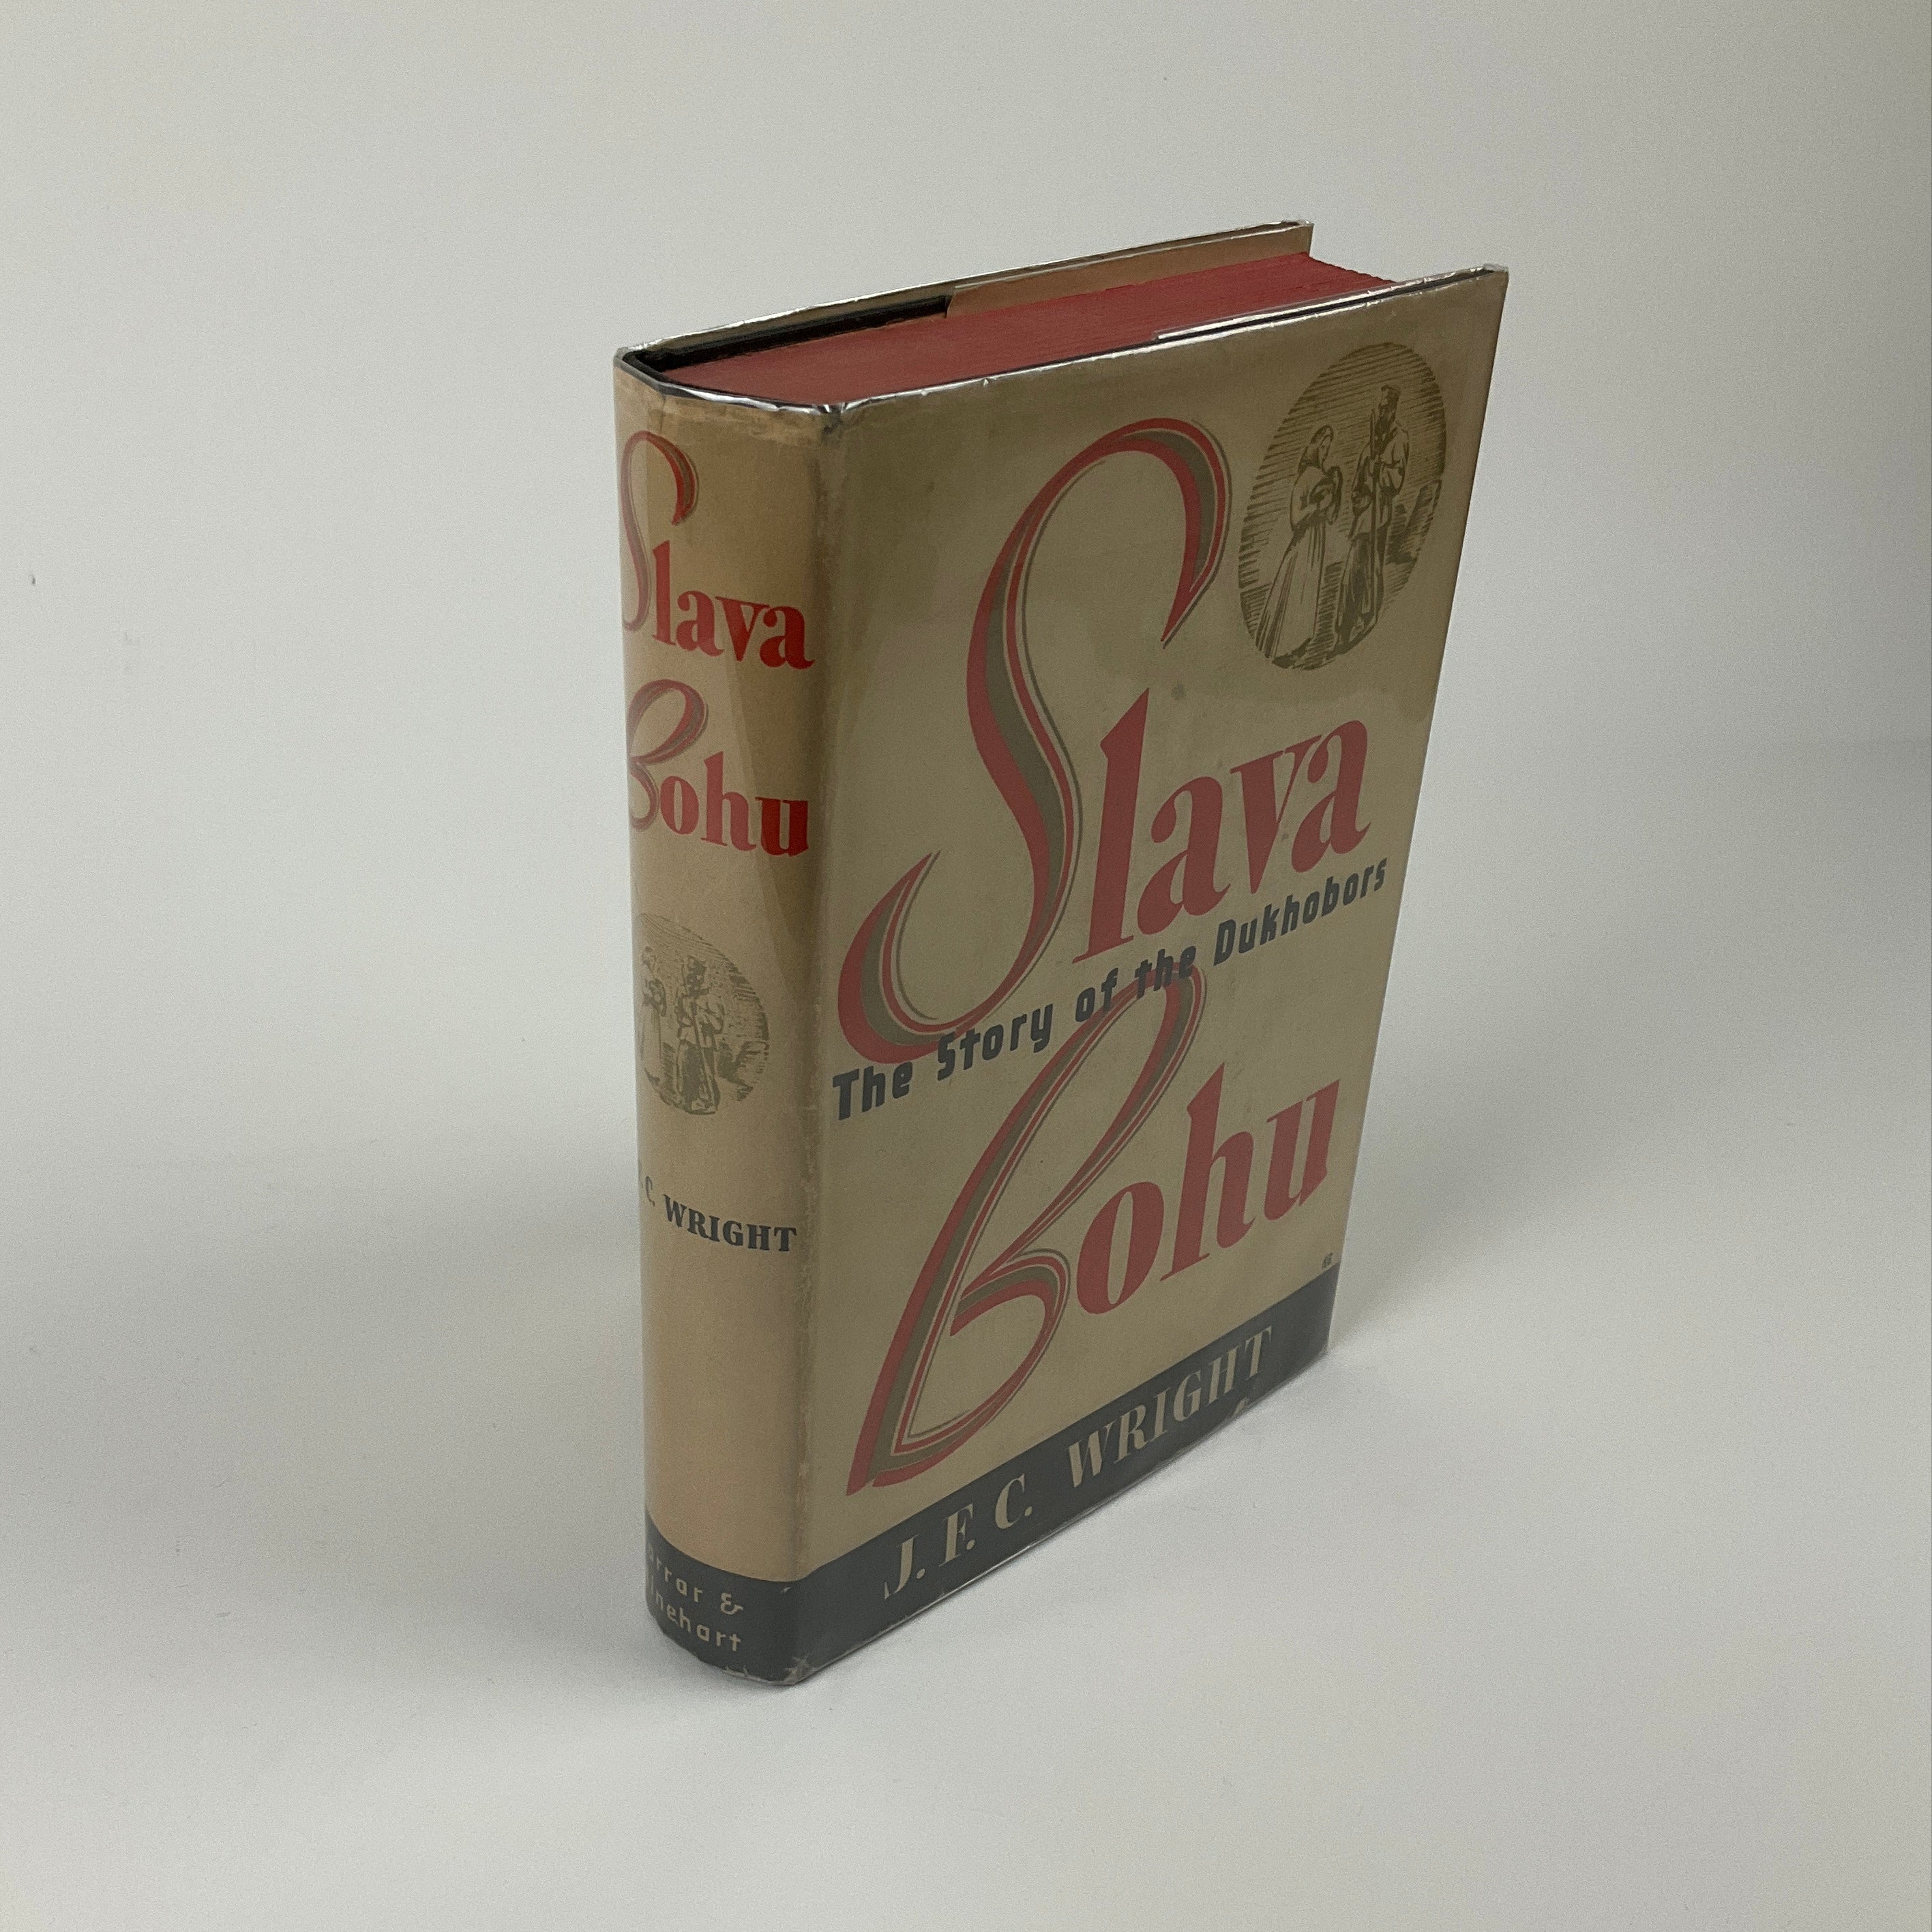 Slava
Bohu
C. WRIGHT
&
Slava
The Story of the Dukhobors
Bohu
J. F. C. WRIGHT